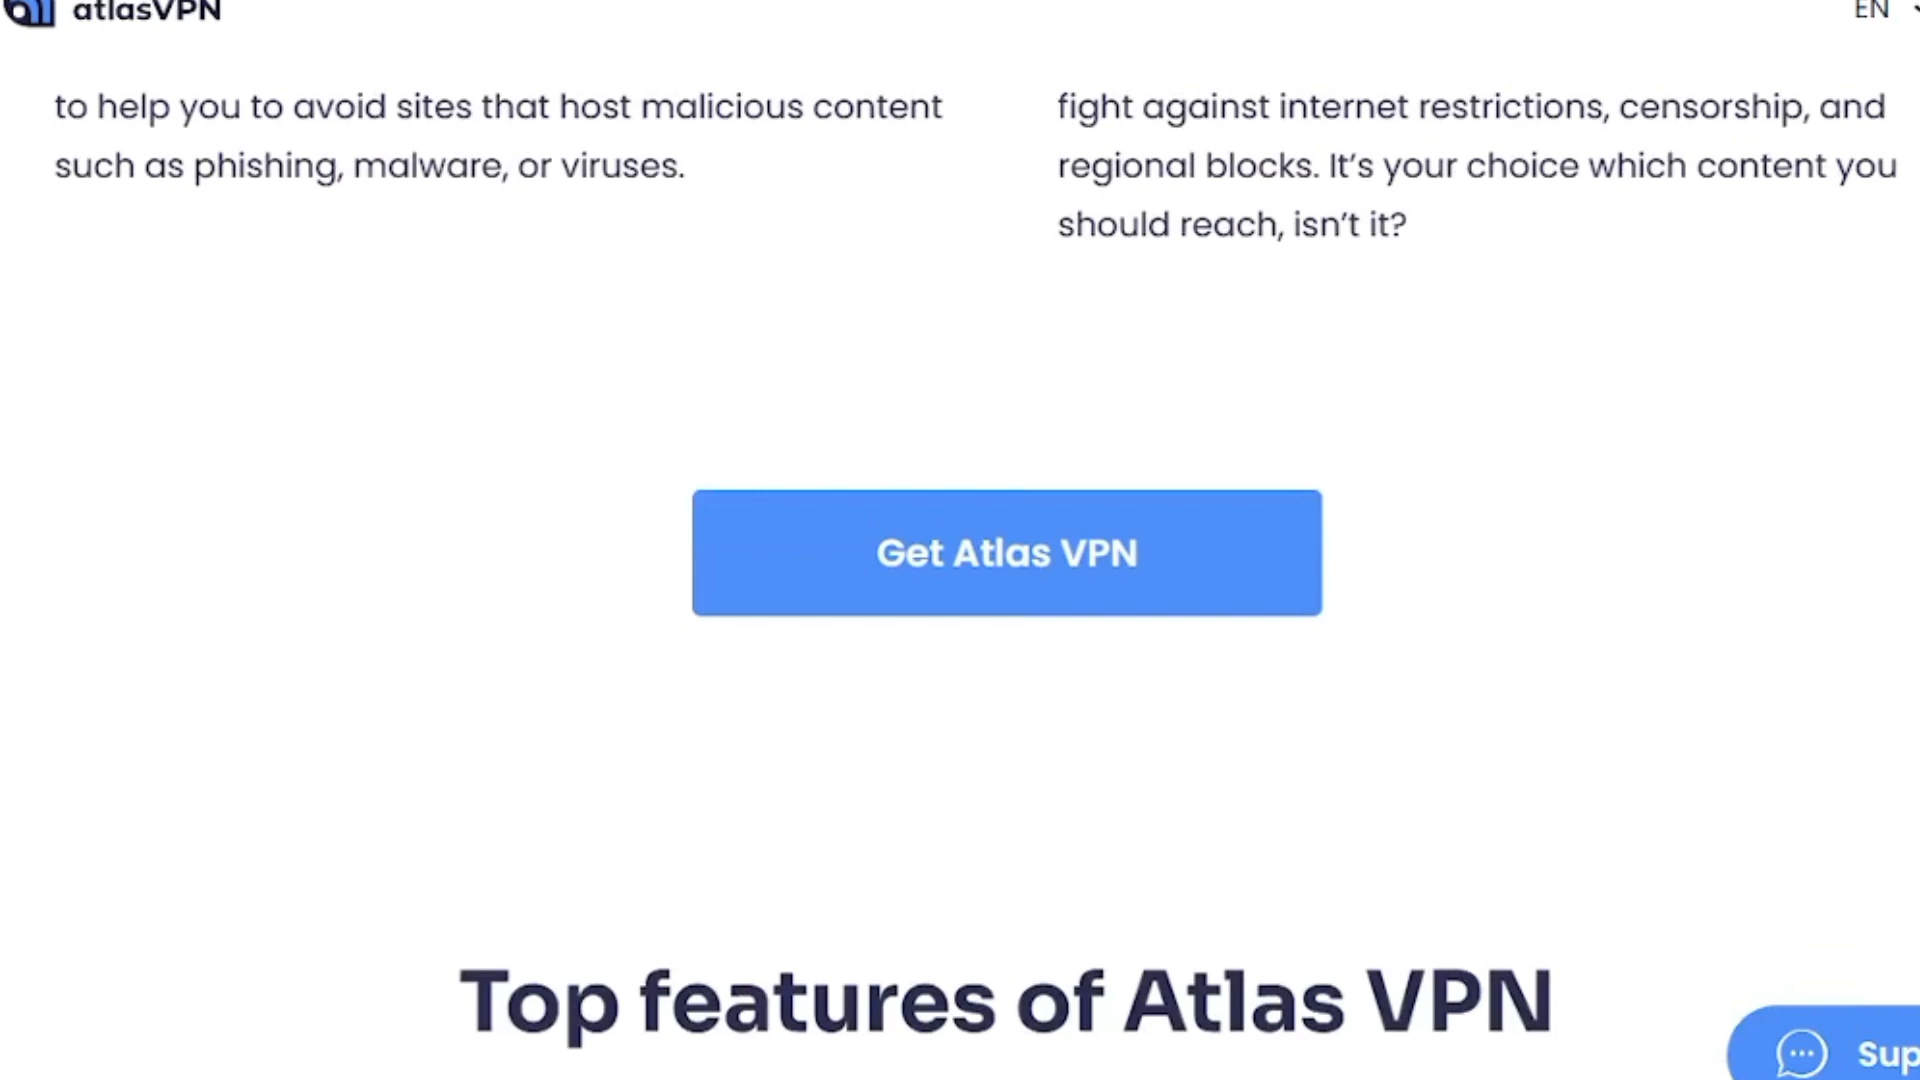 atlasVPN
EN
to help you to avoid sites that host malicious content
such as phishing, malware, or viruses.
fight against internet restrictions, censorship, and
regional blocks. It’s your choice which content you
should reach, isn’t it?
Get Atlas VPN
Top features of Atlas VPN
Sup